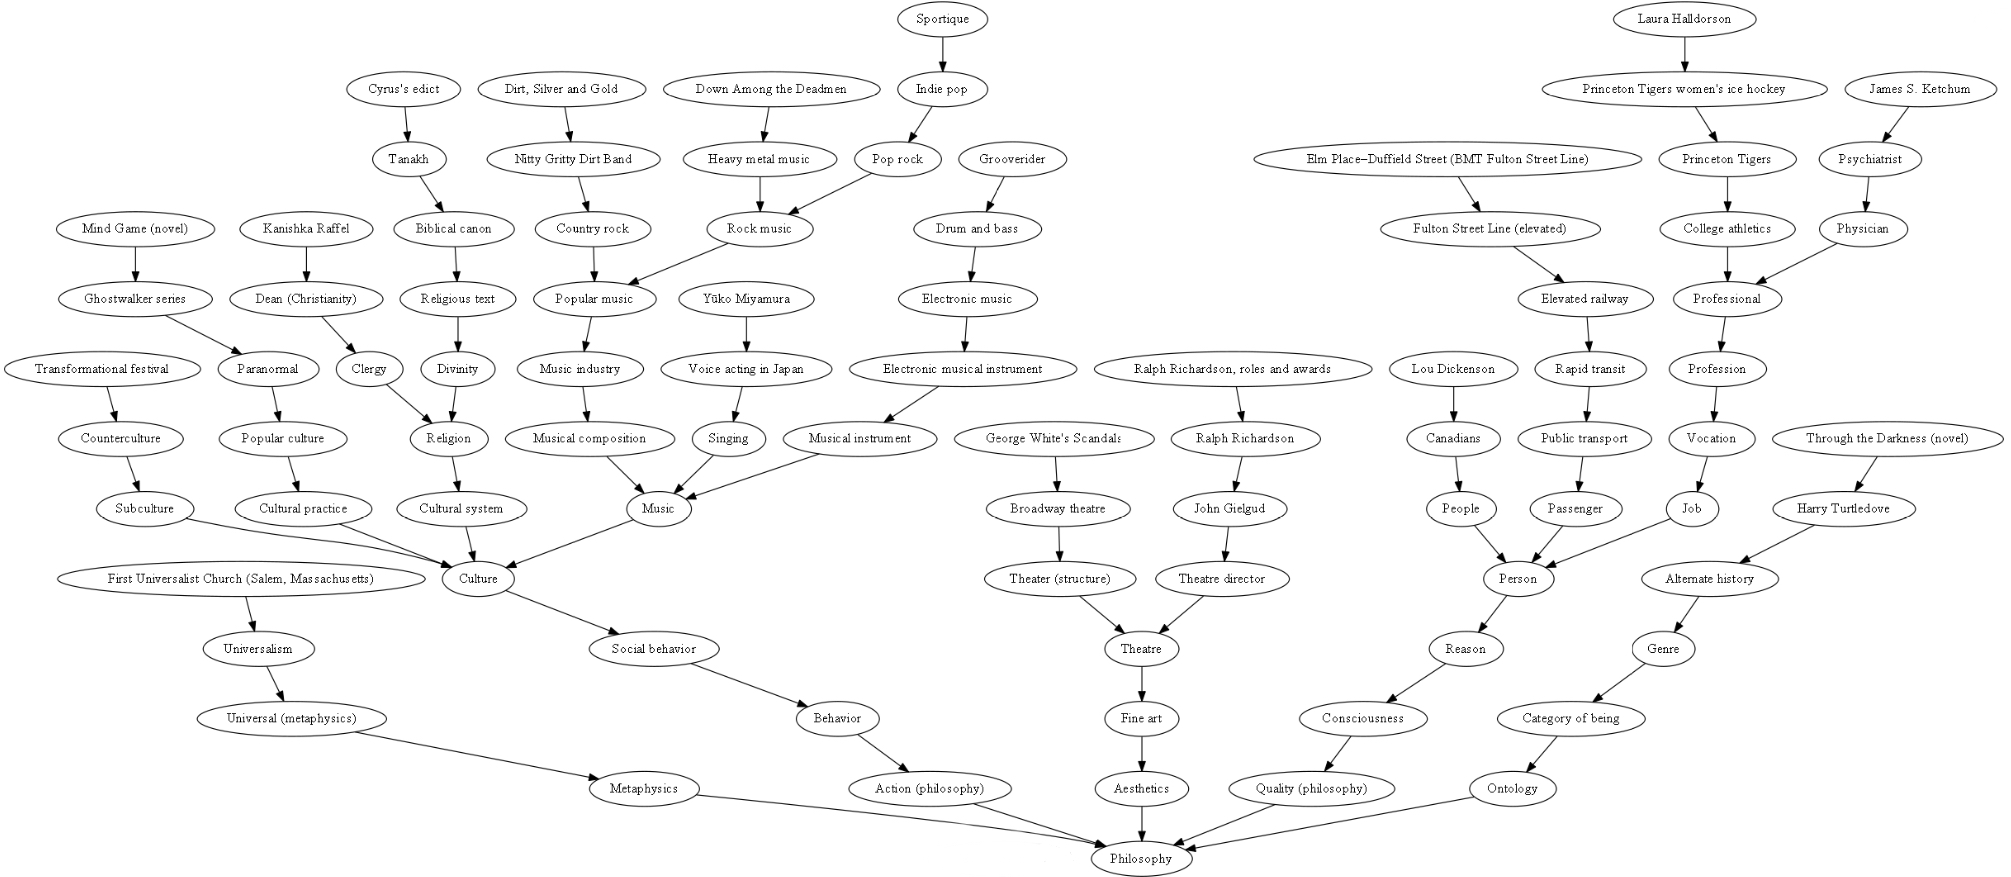 Sportique
Laura Halldorson
Cyrus's edict
Dirt, Silver and Gold
Down Among the Deadmen
Indie pop
Princeton Tigers women's ice hockey
James S. Ketchum
Tanakh
Nitty Gritty Dirt Band
Heavy metal music
Pop rock
Grooverider
Elm Place–Duffield Street (BMT Fulton Street Line)
Princeton Tigers
Psychiatrist
Mind Game (novel)
Kanishka Raffel
Biblical canon
Country rock
Rock music
Drum and bass
Fulton Street Line (elevated)
College athletics
Physician
Ghostwalker series
Dean (Christianity)
Religious text
Popular music
Yūko Miyamura
Electronic music
Elevated railway
Professional
Transformational festival
Paranormal
Clergy
Divinity
Music industry
Voice acting in Japan
Electronic musical instrument
Ralph Richardson, roles and awards
Lou Dickenson
Rapid transit
Profession
Counterculture
Popular culture
Religion
Musical composition
Singing
Musical instrument
George White's Scandals
Ralph Richardson
Canadians
Public transport
Vocation
Through the Darkness (novel)
Subculture
Cultural practice
Cultural system
Music
Broadway theatre
John Gielgud
People
Passenger
Job
Harry Turtledove
First Universalist Church (Salem, Massachusetts)
Culture
Theater (structure)
Theatre director
Person
Alternate history
Universalism
Social behavior
Theatre
Reason
Genre
Universal (metaphysics)
Behavior
Fine art
Consciousness
Category of being
Metaphysics
Action (philosophy)
Aesthetics
Quality (philosophy)
Ontology
Philosophy